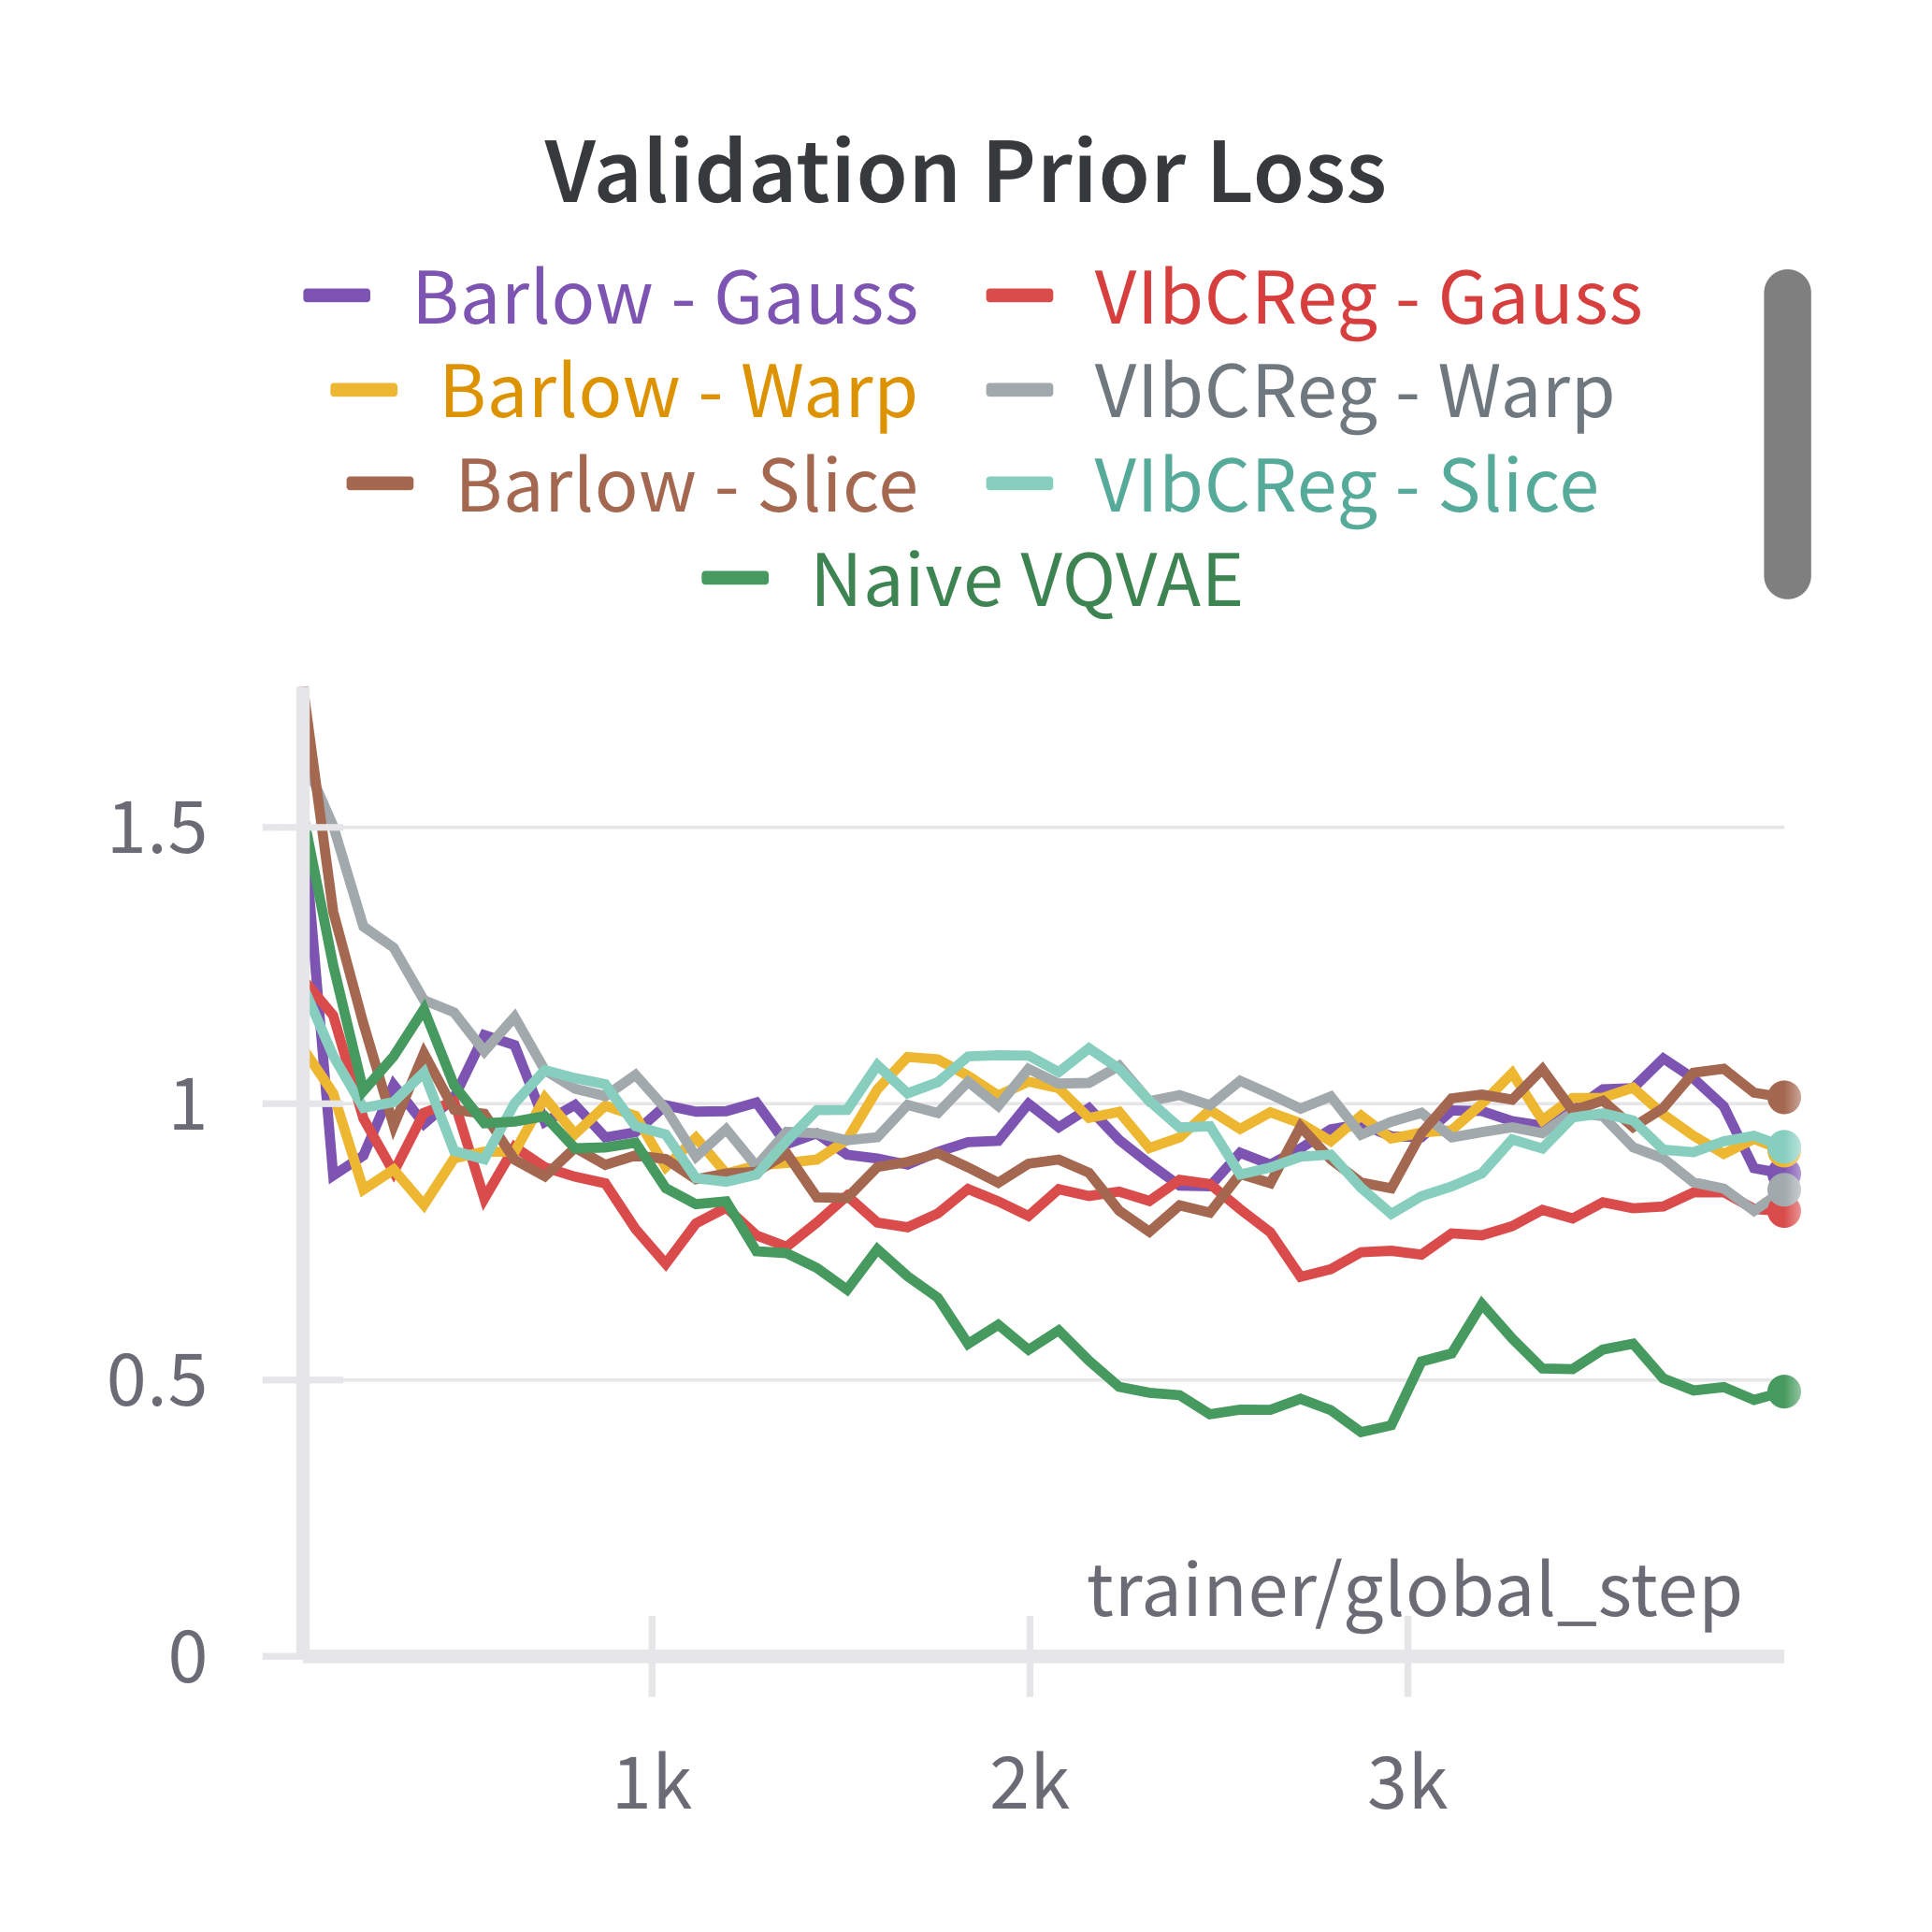 Validation Prior Loss
Barlow - Gauss VIbCReg - Gauss
Barlow - Warp VIbCReg - Warp
Barlow - Slice VIbCReg - Slice
Naive VQVAE
1.5
1
0.5
trainer/global_step
0
1k 2k 3k